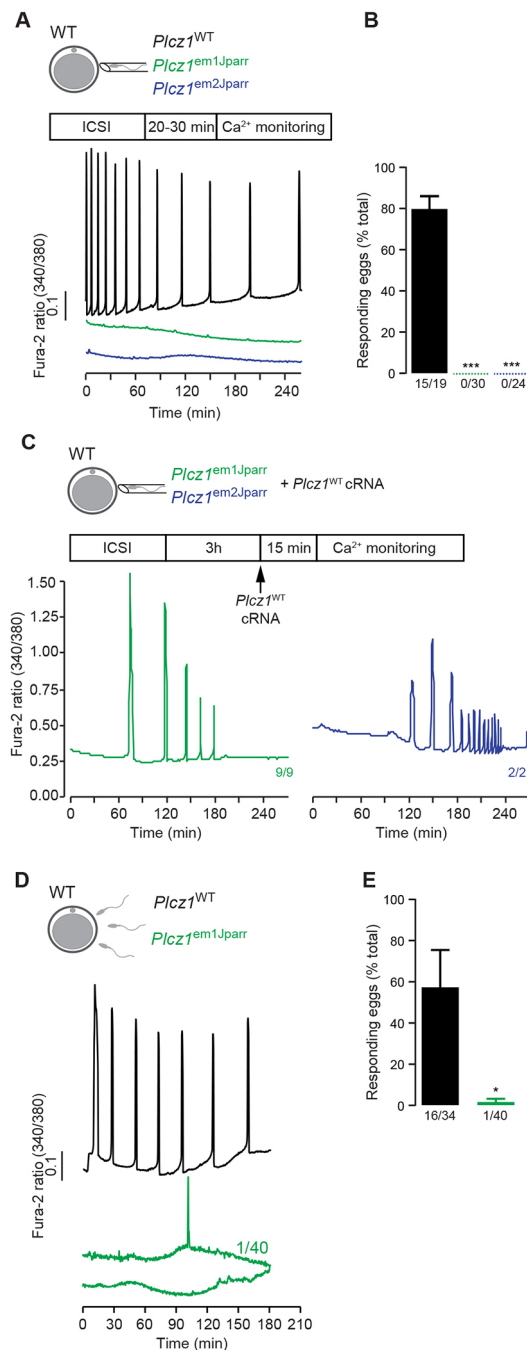 A
WT
Plcz1WT
Plcz1em1Jparr
Plcz1em2Jparr
ICSI 20-30 min Ca2+ monitoring
Fura-2 ratio (340/380)
0.1
0 60 120 180 240
Time (min)
B
Responding eggs (% total)
100
80
60
40
20
0
*** ***
15/19 0/30 0/24
C
WT
Plcz1em1Jparr
Plcz1em2Jparr
+ Plcz1WT cRNA
ICSI 3h 15 min Ca2+ monitoring
Plcz1WT
cRNA
Fura-2 ratio (340/380)
1.50
1.25
1.00
0.75
0.50
0.25
0.00
9/9
0 60 120 180 240
Time (min)
2/2
0 60 120 180 240
Time (min)
D
WT
Plcz1WT
Plcz1em1Jparr
Fura-2 ratio (340/380)
0.1
1/40
0 30 60 90 120 150 180 210
Time (min)
E
Responding eggs (% total)
100
80
60
40
20
0
*
16/34 1/40